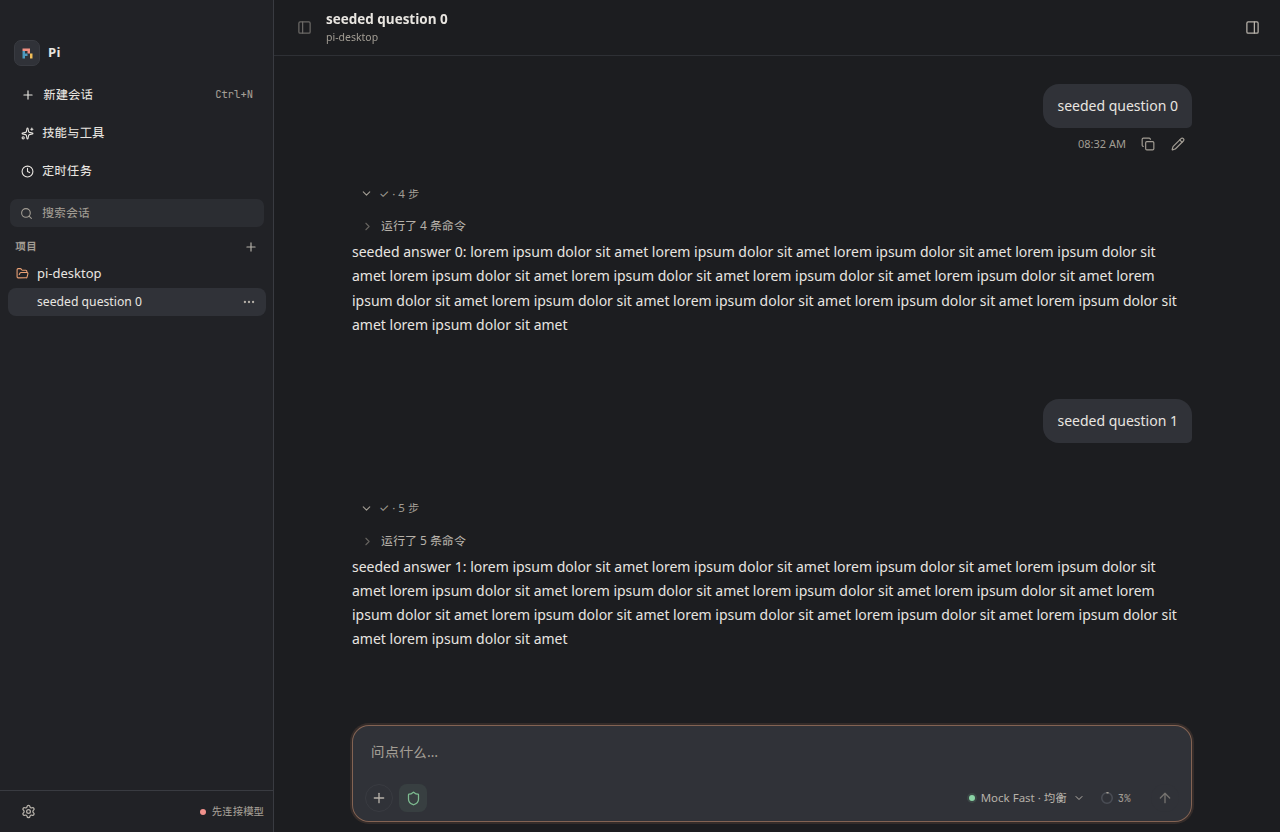 Pi
新建会话 Ctrl+N
技能与工具
定时任务
搜索会话
项目
pi-desktop
seeded question 0
先连接模型
seeded question 0
pi-desktop
seeded question 0
08:32 AM
· 4 步
运行了 4 条命令
seeded answer 0: lorem ipsum dolor sit amet lorem ipsum dolor sit amet lorem ipsum dolor sit amet lorem ipsum dolor sit
amet lorem ipsum dolor sit amet lorem ipsum dolor sit amet lorem ipsum dolor sit amet lorem ipsum dolor sit amet lorem
ipsum dolor sit amet lorem ipsum dolor sit amet lorem ipsum dolor sit amet lorem ipsum dolor sit amet lorem ipsum dolor sit
amet lorem ipsum dolor sit amet
seeded question 1
· 5 步
运行了 5 条命令
seeded answer 1: lorem ipsum dolor sit amet lorem ipsum dolor sit amet lorem ipsum dolor sit amet lorem ipsum dolor sit
amet lorem ipsum dolor sit amet lorem ipsum dolor sit amet lorem ipsum dolor sit amet lorem ipsum dolor sit amet lorem
ipsum dolor sit amet lorem ipsum dolor sit amet lorem ipsum dolor sit amet lorem ipsum dolor sit amet lorem ipsum dolor sit
amet lorem ipsum dolor sit amet
问点什么...
Mock Fast · 均衡 3%